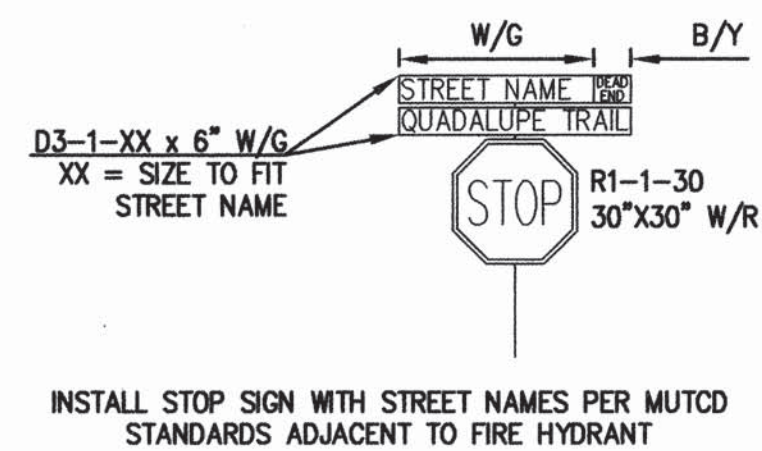 W/G B/Y
STREET NAME DEAD END
QUADALUPE TRAIL
D3-1-XX x 6" W/G
XX = SIZE TO FIT
STREET NAME
STOP
R1-1-30
30"X30" W/R
INSTALL STOP SIGN WITH STREET NAMES PER MUTCD
STANDARDS ADJACENT TO FIRE HYDRANT